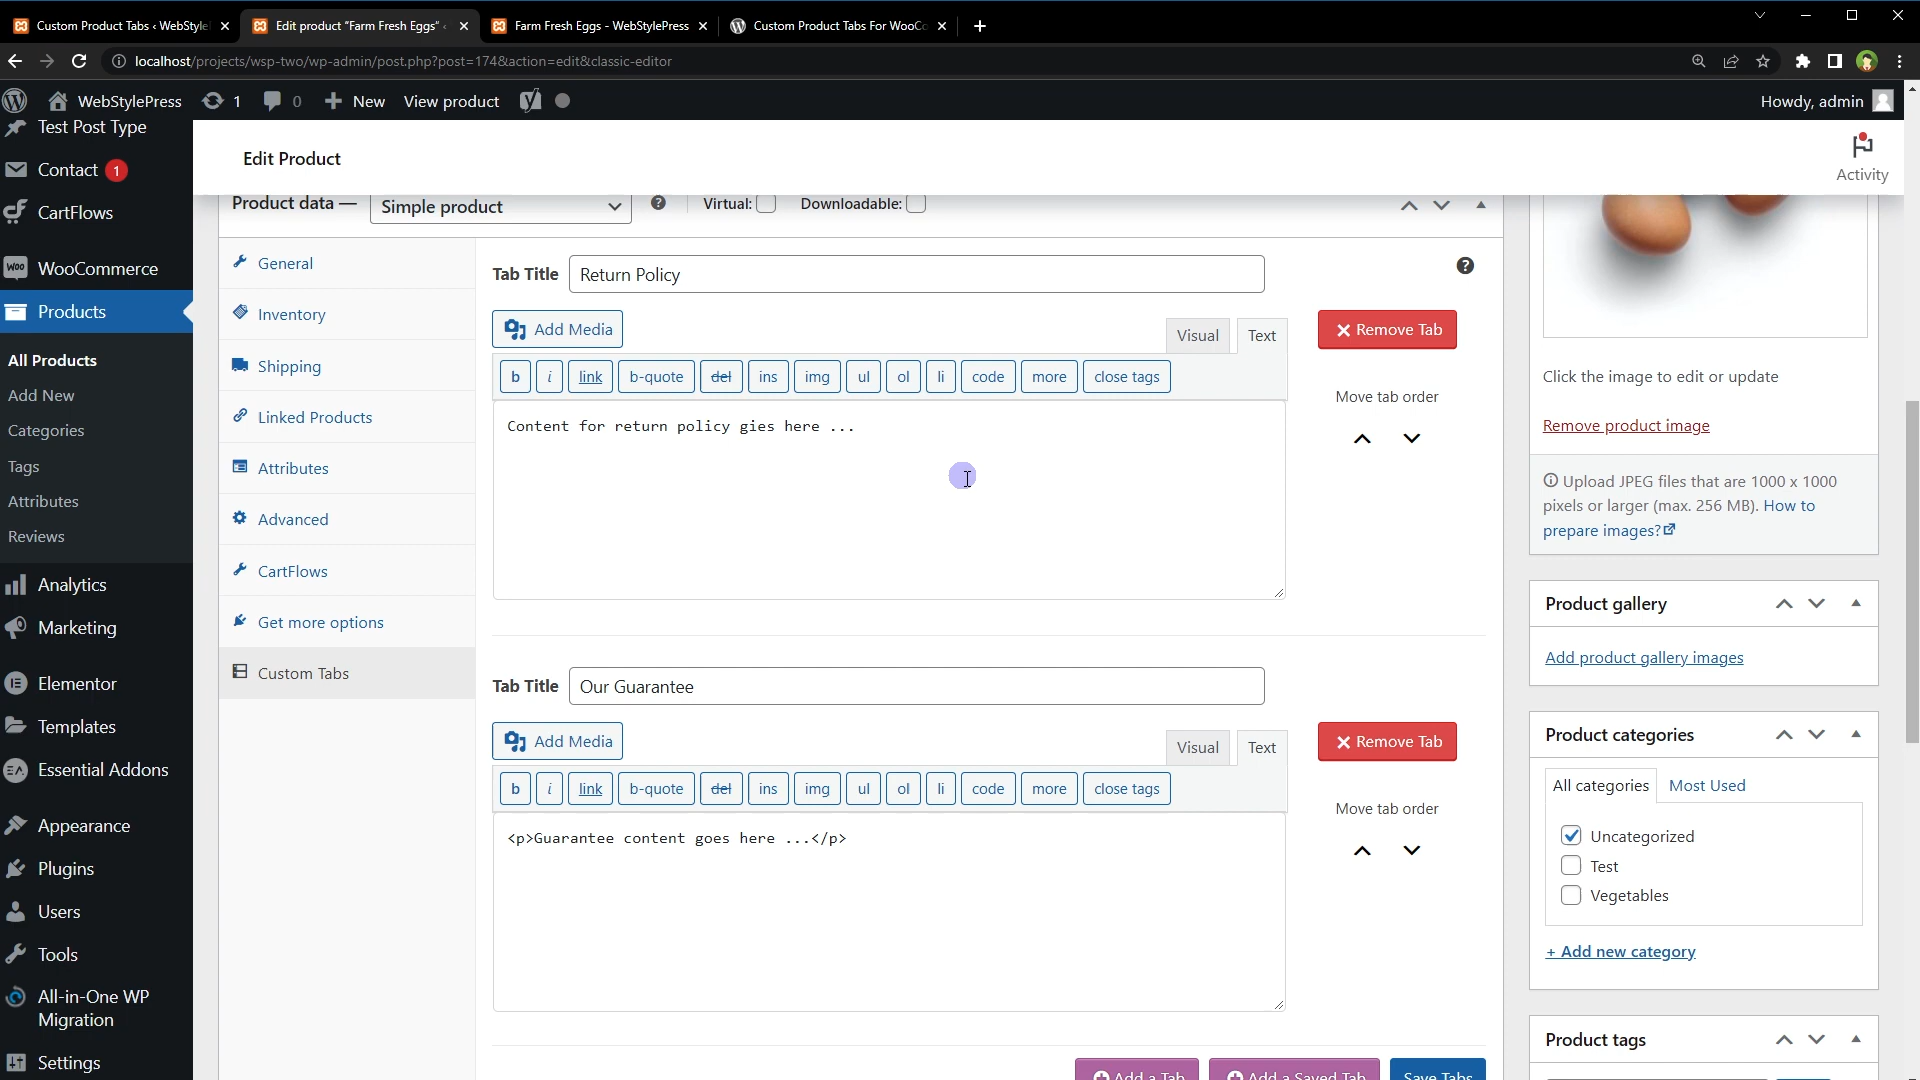 Custom Product Tabs ‹ WebStyle
Edit product "Farm Fresh Eggs" ‹
Farm Fresh Eggs - WebStylePress
Custom Product Tabs For WooCo
localhost/projects/wsp-two/wp-admin/post.php?post=174&action=edit&classic-editor
WebStylePress 1 0 New View product
Howdy, admin
Test Post Type
Contact 1
CartFlows
WooCommerce
Products
All Products
Add New
Categories
Tags
Attributes
Reviews
Analytics
Marketing
Elementor
Templates
Essential Addons
Appearance
Plugins
Users
Tools
All-in-One WP
Migration
Settings
Edit Product
Activity
Product data — Simple product Virtual: Downloadable:
General
Inventory
Shipping
Linked Products
Attributes
Advanced
CartFlows
Get more options
Custom Tabs
Tab Title Return Policy
Add Media
Visual Text
Remove Tab
b i link b-quote del ins img ul ol li code more close tags
Move tab order
Content for return policy gies here ...
Tab Title Our Guarantee
Add Media
Visual Text
Remove Tab
b i link b-quote del ins img ul ol li code more close tags
Move tab order
<p>Guarantee content goes here ...</p>
Add a Tab
Add a Saved Tab
Save Tabs
Click the image to edit or update
Remove product image
Upload JPEG files that are 1000 x 1000
pixels or larger (max. 256 MB). How to
prepare images?
Product gallery
Add product gallery images
Product categories
All categories Most Used
Uncategorized
Test
Vegetables
+ Add new category
Product tags